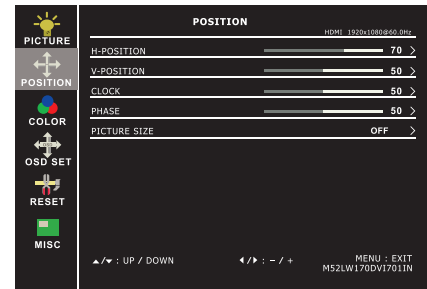 PICTURE
POSITION
COLOR
OSD SET
RESET
MISC
POSITION
HDMI 1920x1080@60.0Hz
H-POSITION 70 >
V-POSITION 50 >
CLOCK 50 >
PHASE 50 >
PICTURE SIZE OFF >
▲/▼ : UP / DOWN ◀/▶ : – / + MENU : EXIT
M52LW170DVI701IN